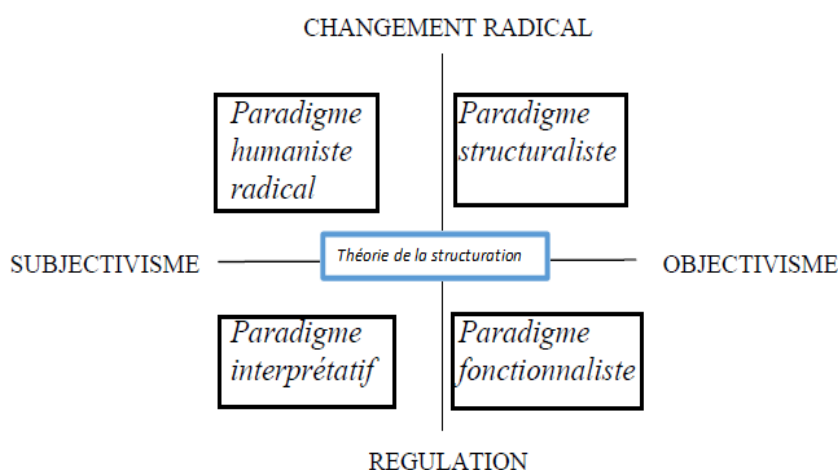 CHANGEMENT RADICAL
Paradigme
humaniste
radical
Paradigme
structuraliste
SUBJECTIVISME
Théorie de la structuration
OBJECTIVISME
Paradigme
interprétatif
Paradigme
fonctionnaliste
REGULATION